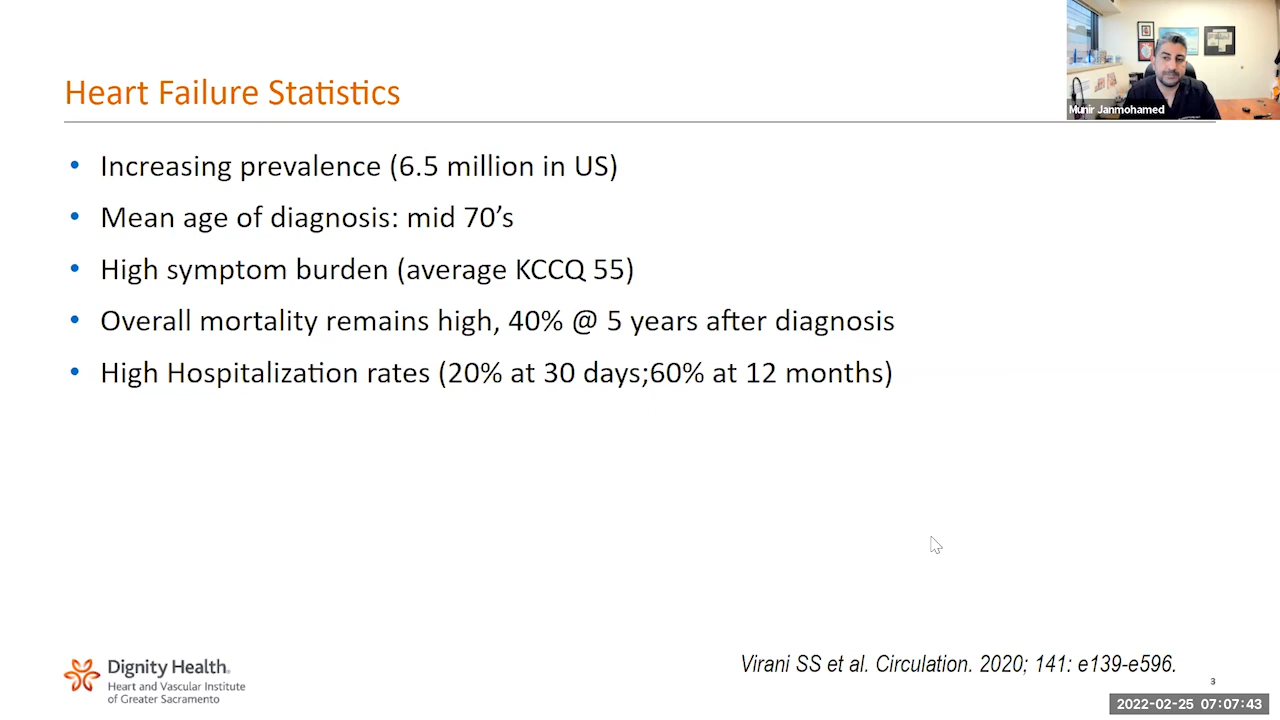 Heart Failure Statistics
Munir Janmohamed
• Increasing prevalence (6.5 million in US)
• Mean age of diagnosis: mid 70's
• High symptom burden (average KCCQ 55)
• Overall mortality remains high, 40% @ 5 years after diagnosis
• High Hospitalization rates (20% at 30 days;60% at 12 months)
Dignity Health.
Heart and Vascular Institute
of Greater Sacramento
Virani SS et al. Circulation. 2020; 141: e139-e596.
3
2022-02-25 07:07:43